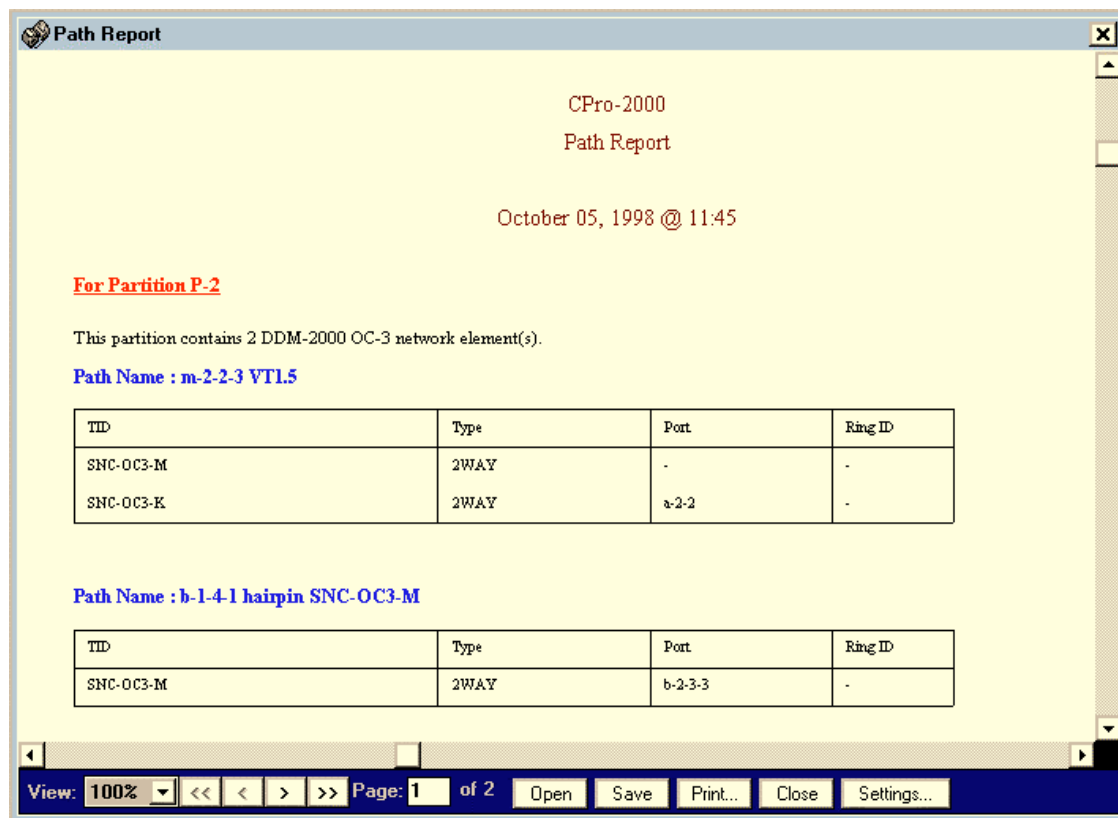 Path Report
CPro-2000
Path Report
October 05, 1998 @ 11:45
For Partition P-2
This partition contains 2 DDM-2000 OC-3 network element(s).
Path Name : m-2-2-3 VT1.5
TID Type Port Ring ID
SNC-OC3-M 2WAY - -
SNC-OC3-K 2WAY a-2-2 -
Path Name : b-1-4-1 hairpin SNC-OC3-M
TID Type Port Ring ID
SNC-OC3-M 2WAY b-2-3-3 -
View: 100% << < > >> Page: 1 of 2 Open Save Print... Close Settings...